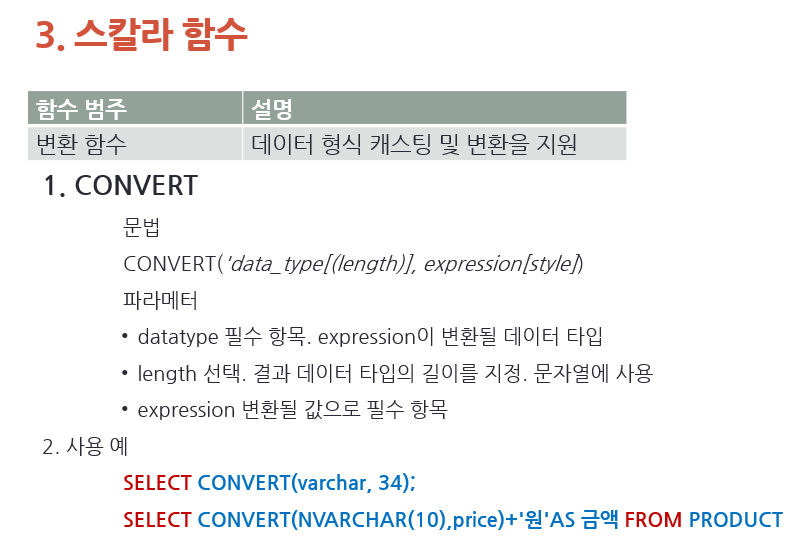 3. 스칼라 함수
함수 범주 설명
변환 함수 데이터 형식 캐스팅 및 변환을 지원
1. CONVERT
문법
CONVERT('data_type[(length)], expression[style])
파라메터
• datatype 필수 항목. expression이 변환될 데이터 타입
• length 선택. 결과 데이터 타입의 길이를 지정. 문자열에 사용
• expression 변환될 값으로 필수 항목
2. 사용 예
SELECT CONVERT(varchar, 34);
SELECT CONVERT(NVARCHAR(10),price)+'원'AS 금액 FROM PRODUCT